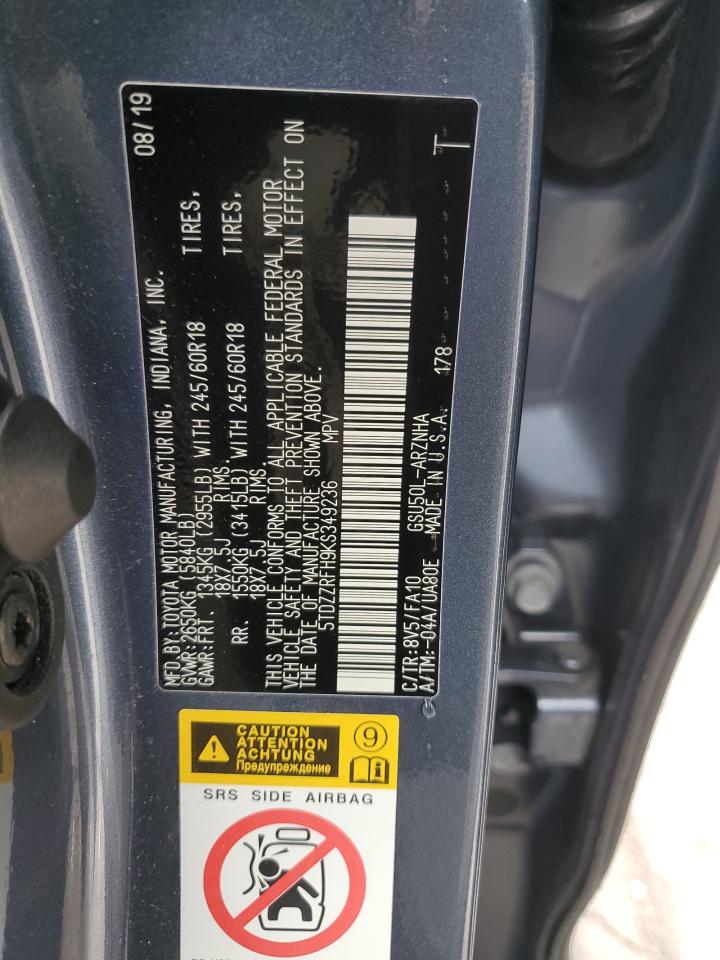 MFD.BY:TOYOTA MOTOR MANUFACTURING, INDIANA, INC. 08/19
GVWR:2650KG (5840LB)
GAWR:FRT. 1345KG (2955LB) WITH 245/60R18 TIRES,
18X7.5J RIMS.
RR. 1550KG (3415LB) WITH 245/60R18 TIRES,
18X7.5J RIMS.
THIS VEHICLE CONFORMS TO ALL APPLICABLE FEDERAL MOTOR
VEHICLE SAFETY AND THEFT PREVENTION STANDARDS IN EFFECT ON
THE DATE OF MANUFACTURE SHOWN ABOVE.
5TDZZRFH9KS349236 MPV
C/TR:8V5/FA10 GSU50L-ARZNHA
A/TM:-04A/UA80E MADE IN U.S.A. 178 T
CAUTION
ATTENTION
ACHTUNG
Предупреждение
9
SRS SIDE AIRBAG